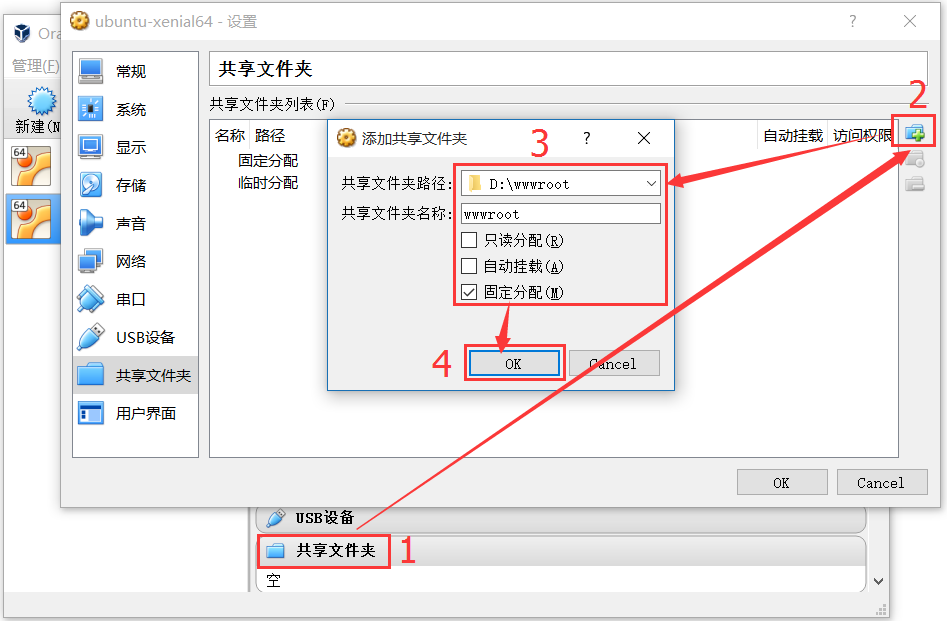 ubuntu-xenial64 - 设置
?
Ora
管理(F)
新建(N
64
64
常规
系统
显示
存储
声音
网络
串口
USB设备
共享文件夹
用户界面
共享文件夹
共享文件夹列表(F)
名称 路径 自动挂载 访问权限
固定分配
临时分配
2
添加共享文件夹 ?
3
共享文件夹路径: D:\wwwroot
共享文件夹名称: wwwroot
只读分配(R)
自动挂载(A)
固定分配(M)
4
OK Cancel
OK Cancel
USB设备
共享文件夹
1
空